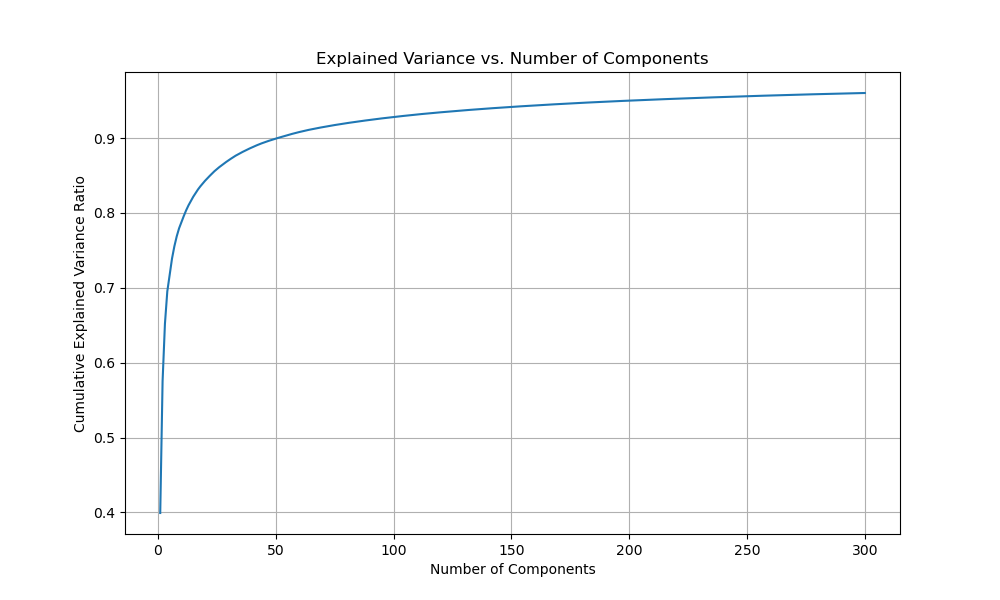 Explained Variance vs. Number of Components
Cumulative Explained Variance Ratio
0.9
0.8
0.7
0.6
0.5
0.4
0 50 100 150 200 250 300
Number of Components